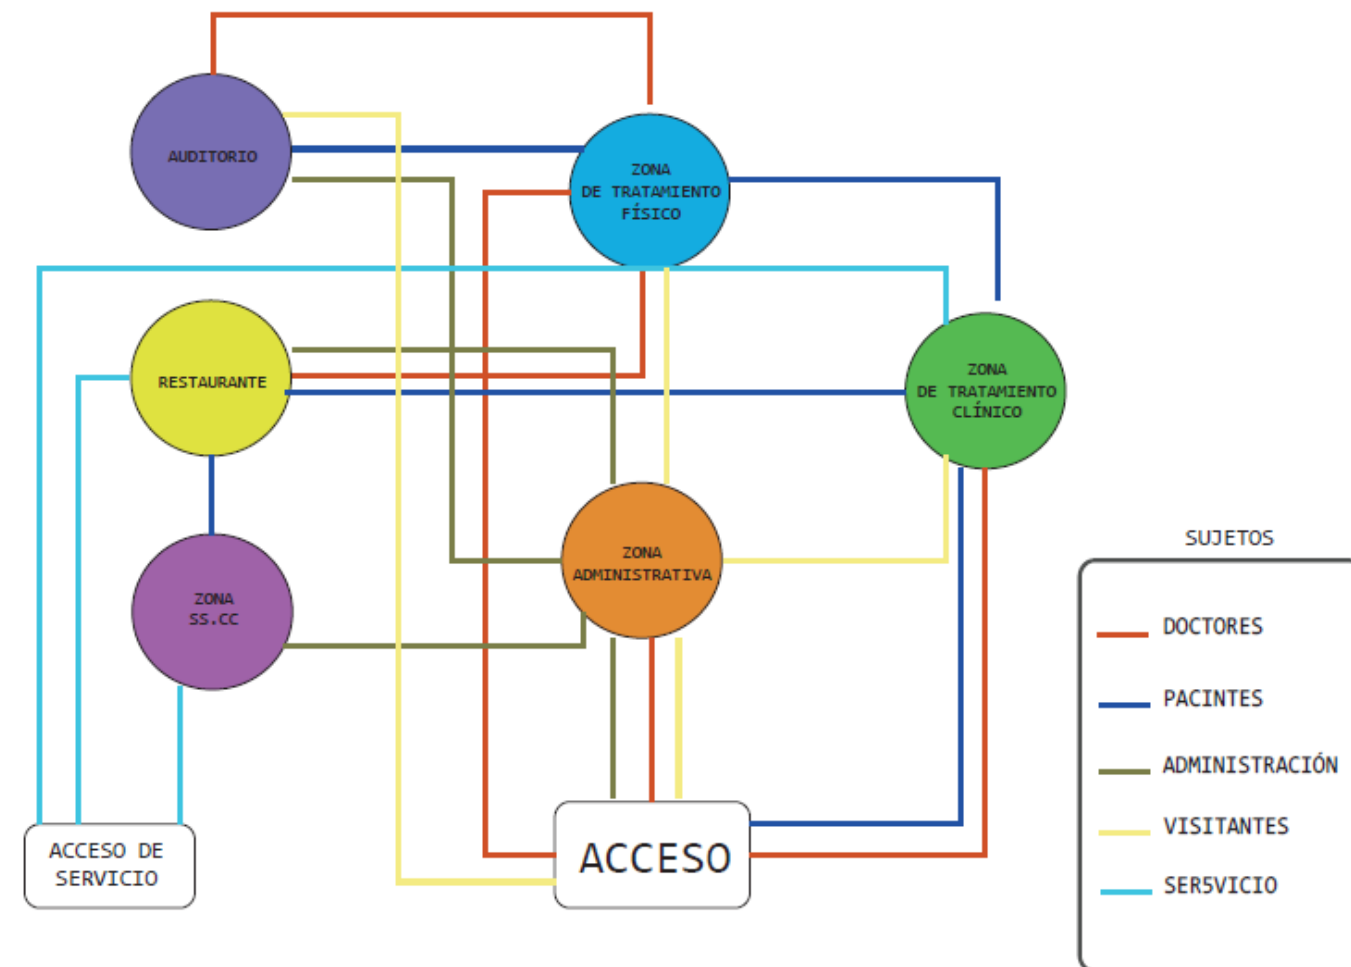 AUDITORIO
ZONA
DE TRATAMIENTO
FÍSICO
RESTAURANTE
ZONA
DE TRATAMIENTO
CLÍNICO
ZONA
ADMINISTRATIVA
ZONA
SS.CC
ACCESO DE
SERVICIO
ACCESO
SUJETOS
DOCTORES
PACINTES
ADMINISTRACIÓN
VISITANTES
SER5VICIO